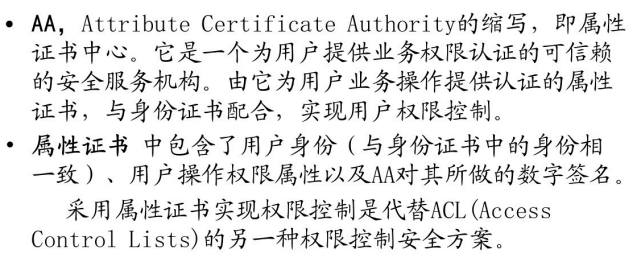 • AA, Attribute Certificate Authority的缩写，即属性
证书中心。它是一个为用户提供业务权限认证的可信赖
的安全服务机构。由它为用户业务操作提供认证的属性
证书，与身份证书配合，实现用户权限控制。
• 属性证书 中包含了用户身份（与身份证书中的身份相
一致）、用户操作权限属性以及AA对其所做的数字签名。
采用属性证书实现权限控制是代替ACL(Access
Control Lists)的另一种权限控制安全方案。